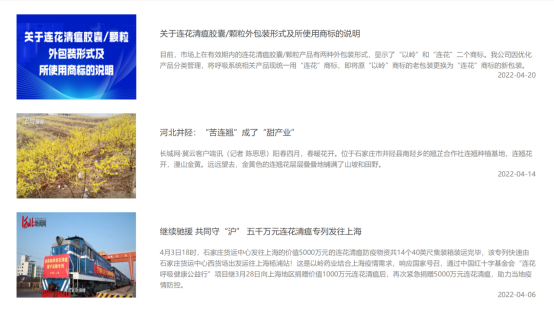 关于连花清瘟胶囊/颗粒
外包装形式及
所使用商标的说明
关于连花清瘟胶囊/颗粒外包装形式及所使用商标的说明
目前，市场上在有效期内的连花清瘟胶囊/颗粒产品有两种外包装形式，显示了“以岭”和“连花”二个商标。我公司因优化
产品分类管理，将呼吸系统相关产品现统一用“连花”商标，即将原“以岭”商标的老包装更换为“连花”商标的新包装。
2022-04-20
河北井陉：“苦连翘”成了“甜产业”
长城网·冀云客户端讯（记者 陈思思）阳春四月，春暖花开。位于石家庄市井陉县南陉乡的翘芷合作社连翘种植基地，连翘花
开，漫山金黄。远远望去，金黄色的连翘花层层叠叠地铺满了山坡和田野。
2022-04-14
继续驰援 共同守“沪” 五千万元连花清瘟专列发往上海
4月3日18时，石家庄货运中心发往上海的价值5000万元的连花清瘟防疫物资共14个40英尺集装箱装运完毕，该专列快速由
石家庄货运中心西货场出发运往上海杨浦站！这是以岭药业结合上海疫情需求，响应国家号召，通过中国红十字基金会“连花
呼吸健康公益行”项目继3月28日向上海地区捐赠价值1000万元连花清瘟后，再次紧急捐赠5000万元连花清瘟，助力当地疫
情防控。
2022-04-06